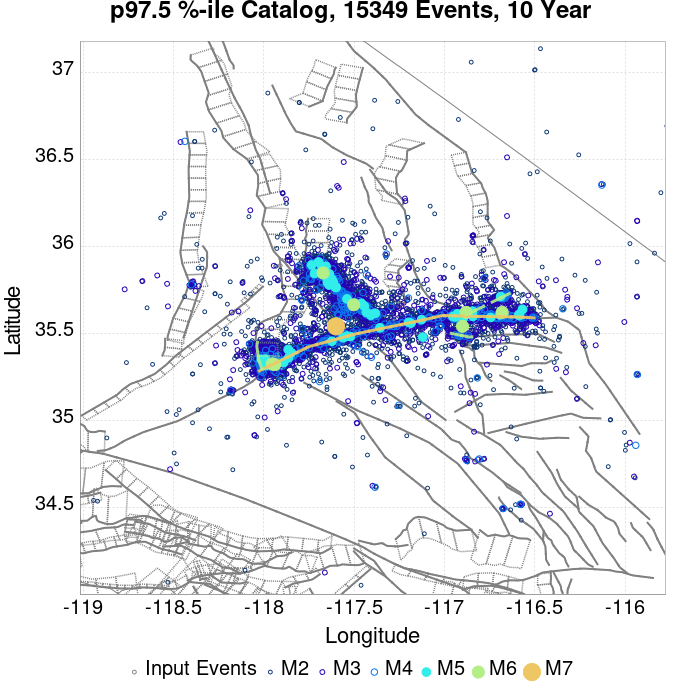 p97.5 %-ile Catalog, 15349 Events, 10 Year
37
36.5
36
35.5
35
34.5
Latitude
-119 -118.5 -118 -117.5 -117 -116.5 -116
Longitude
Input Events M2 M3 M4 M5 M6 M7